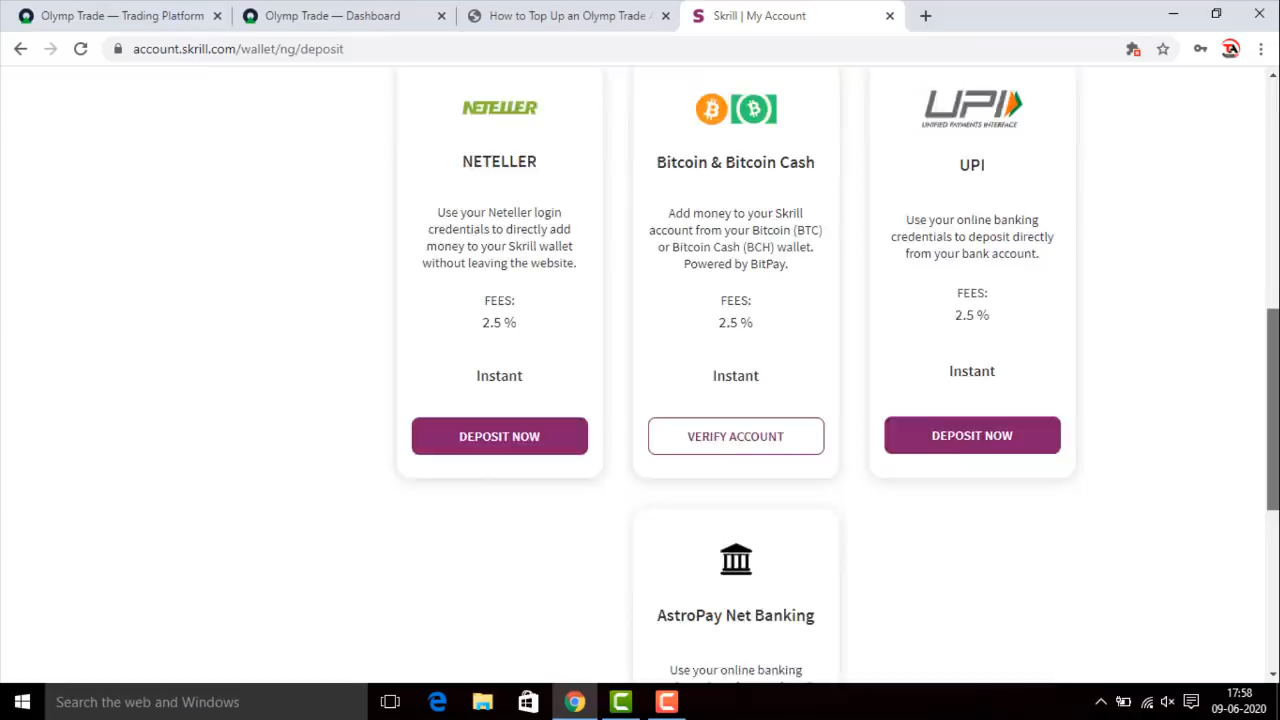 Olymp Trade — Trading Platform
Olymp Trade — Dashboard
How to Top Up an Olymp Trade A
Skrill | My Account
account.skrill.com/wallet/ng/deposit
NETELLER
NETELLER
Use your Neteller login
credentials to directly add
money to your Skrill wallet
without leaving the website.
FEES:
2.5 %
Instant
DEPOSIT NOW
Bitcoin & Bitcoin Cash
Add money to your Skrill
account from your Bitcoin (BTC)
or Bitcoin Cash (BCH) wallet.
Powered by BitPay.
FEES:
2.5 %
Instant
VERIFY ACCOUNT
UPI
UNIFIED PAYMENTS INTERFACE
UPI
Use your online banking
credentials to deposit directly
from your bank account.
FEES:
2.5 %
Instant
DEPOSIT NOW
AstroPay Net Banking
Use your online banking
Search the web and Windows
17:58
09-06-2020